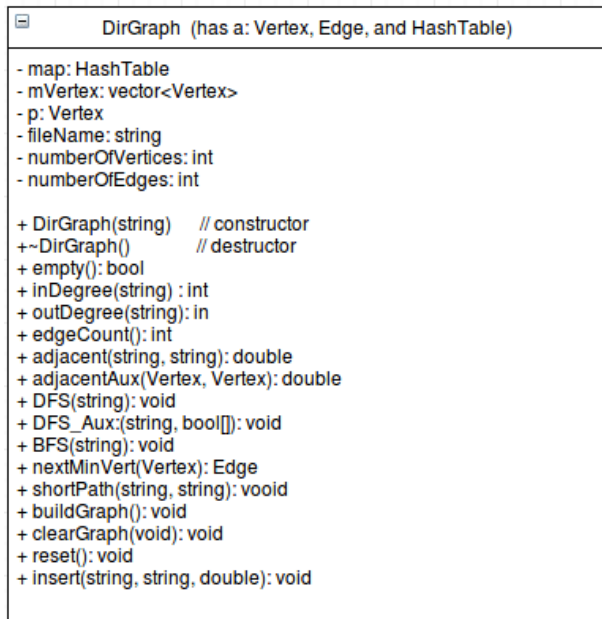 DirGraph (has a: Vertex, Edge, and HashTable)
- map: HashTable
- mVertex: vector<Vertex>
- p: Vertex
- fileName: string
- numberOfVertices: int
- numberOfEdges: int
+ DirGraph(string) // constructor
+~DirGraph() // destructor
+ empty(): bool
+ inDegree(string) : int
+ outDegree(string): in
+ edgeCount(): int
+ adjacent(string, string): double
+ adjacentAux(Vertex, Vertex): double
+ DFS(string): void
+ DFS_Aux:(string, bool[]): void
+ BFS(string): void
+ nextMinVert(Vertex): Edge
+ shortPath(string, string): vooid
+ buildGraph(): void
+ clearGraph(void): void
+ reset(): void
+ insert(string, string, double): void